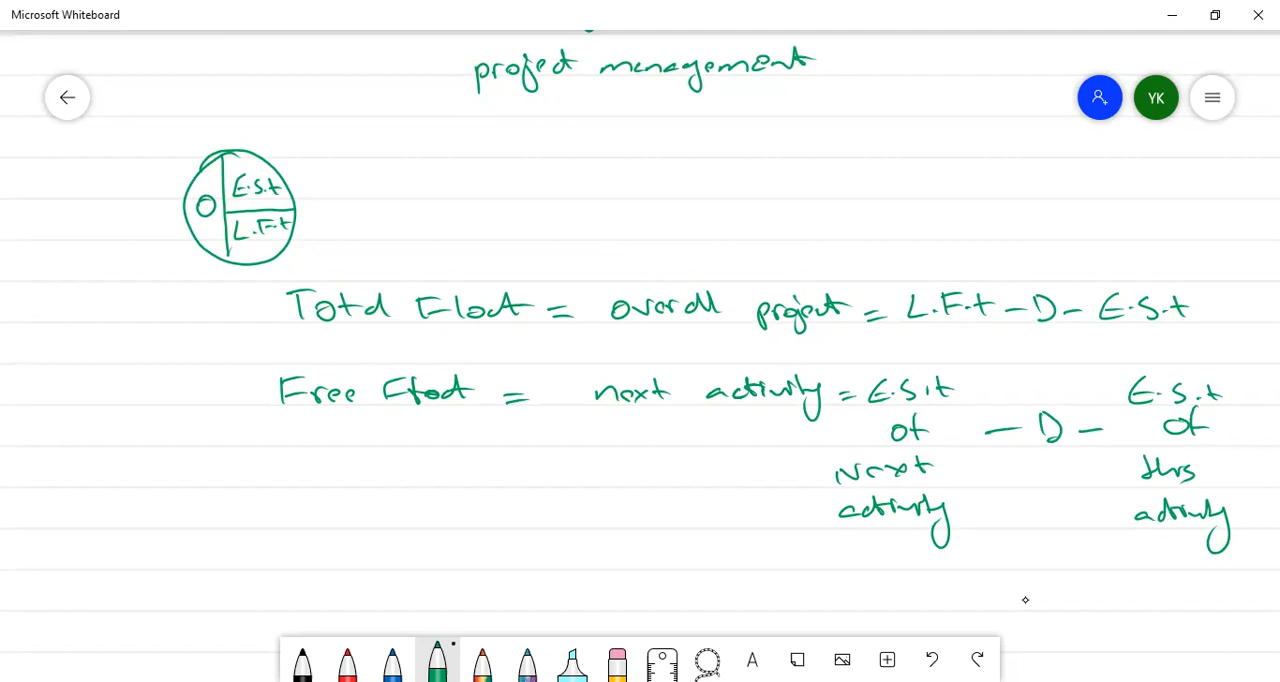 Microsoft Whiteboard
project management
YK
0
E.S.t
L.F.t
Total Float = overall project = L.F.t - D - E.S.t
Free Float = next activity = E.S.t of Next activity - D - E.S.t of this activity
A